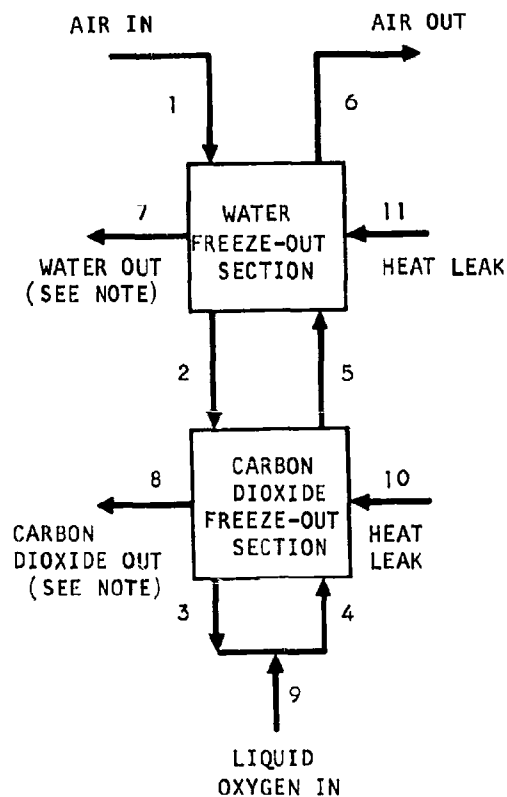 AIR IN
AIR OUT
1
6
7
WATER
FREEZE-OUT
SECTION
11
WATER OUT
(SEE NOTE)
HEAT LEAK
2
5
8
CARBON
DIOXIDE
FREEZE-OUT
SECTION
10
CARBON
DIOXIDE OUT
(SEE NOTE)
HEAT
LEAK
3
4
9
LIQUID
OXYGEN IN